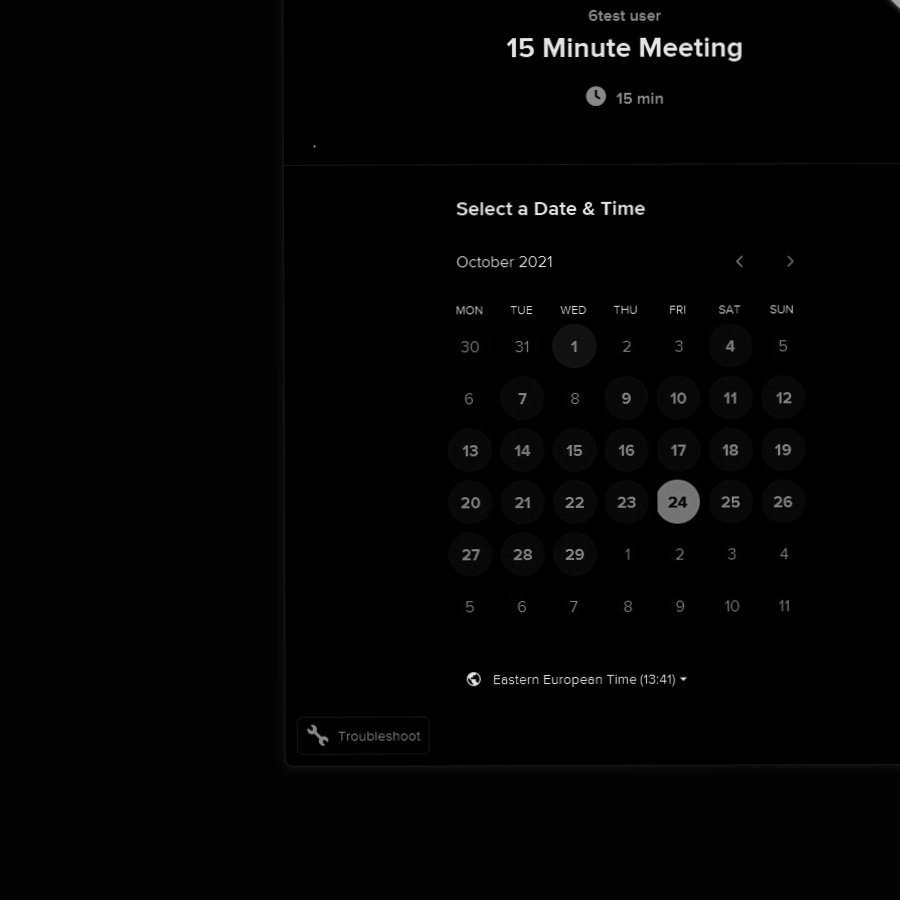 6test user
15 Minute Meeting
15 min
Select a Date & Time
October 2021
MON TUE WED THU FRI SAT SUN
30 31 1 2 3 4 5
6 7 8 9 10 11 12
13 14 15 16 17 18 19
20 21 22 23 24 25 26
27 28 29 1 2 3 4
5 6 7 8 9 10 11
Eastern European Time (13:41)
Troubleshoot